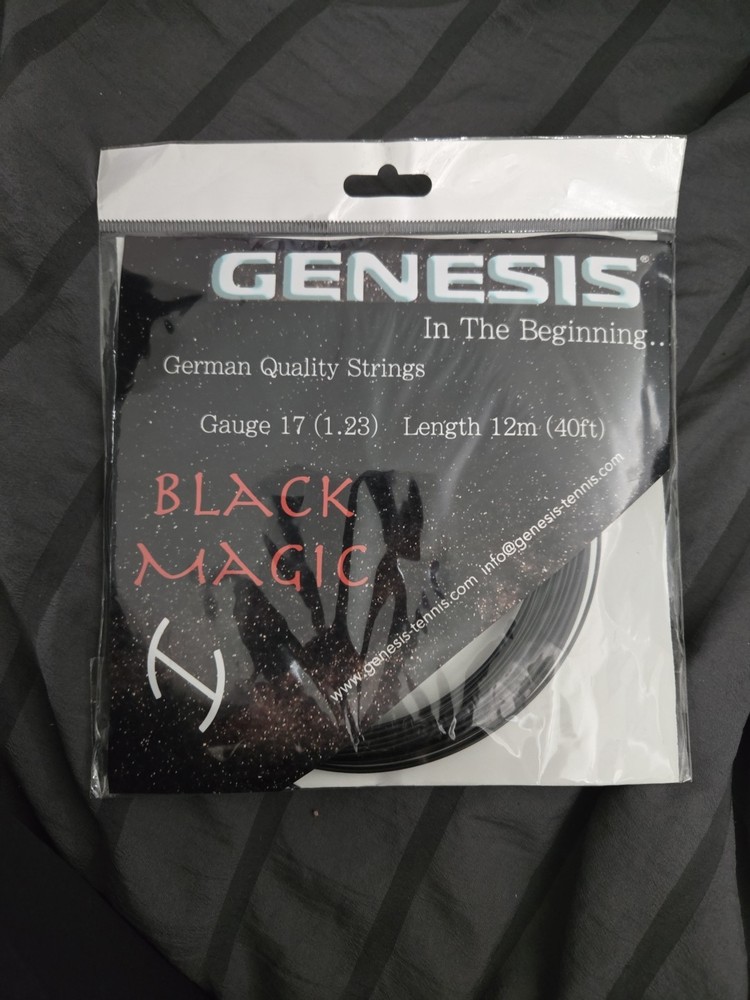 GENESIS®
In The Beginning..
German Quality Strings
Gauge 17 (1.23) Length 12m (40ft)
BLACK
MAGIC
www.genesis-tennis.com info@genesis-tennis.com